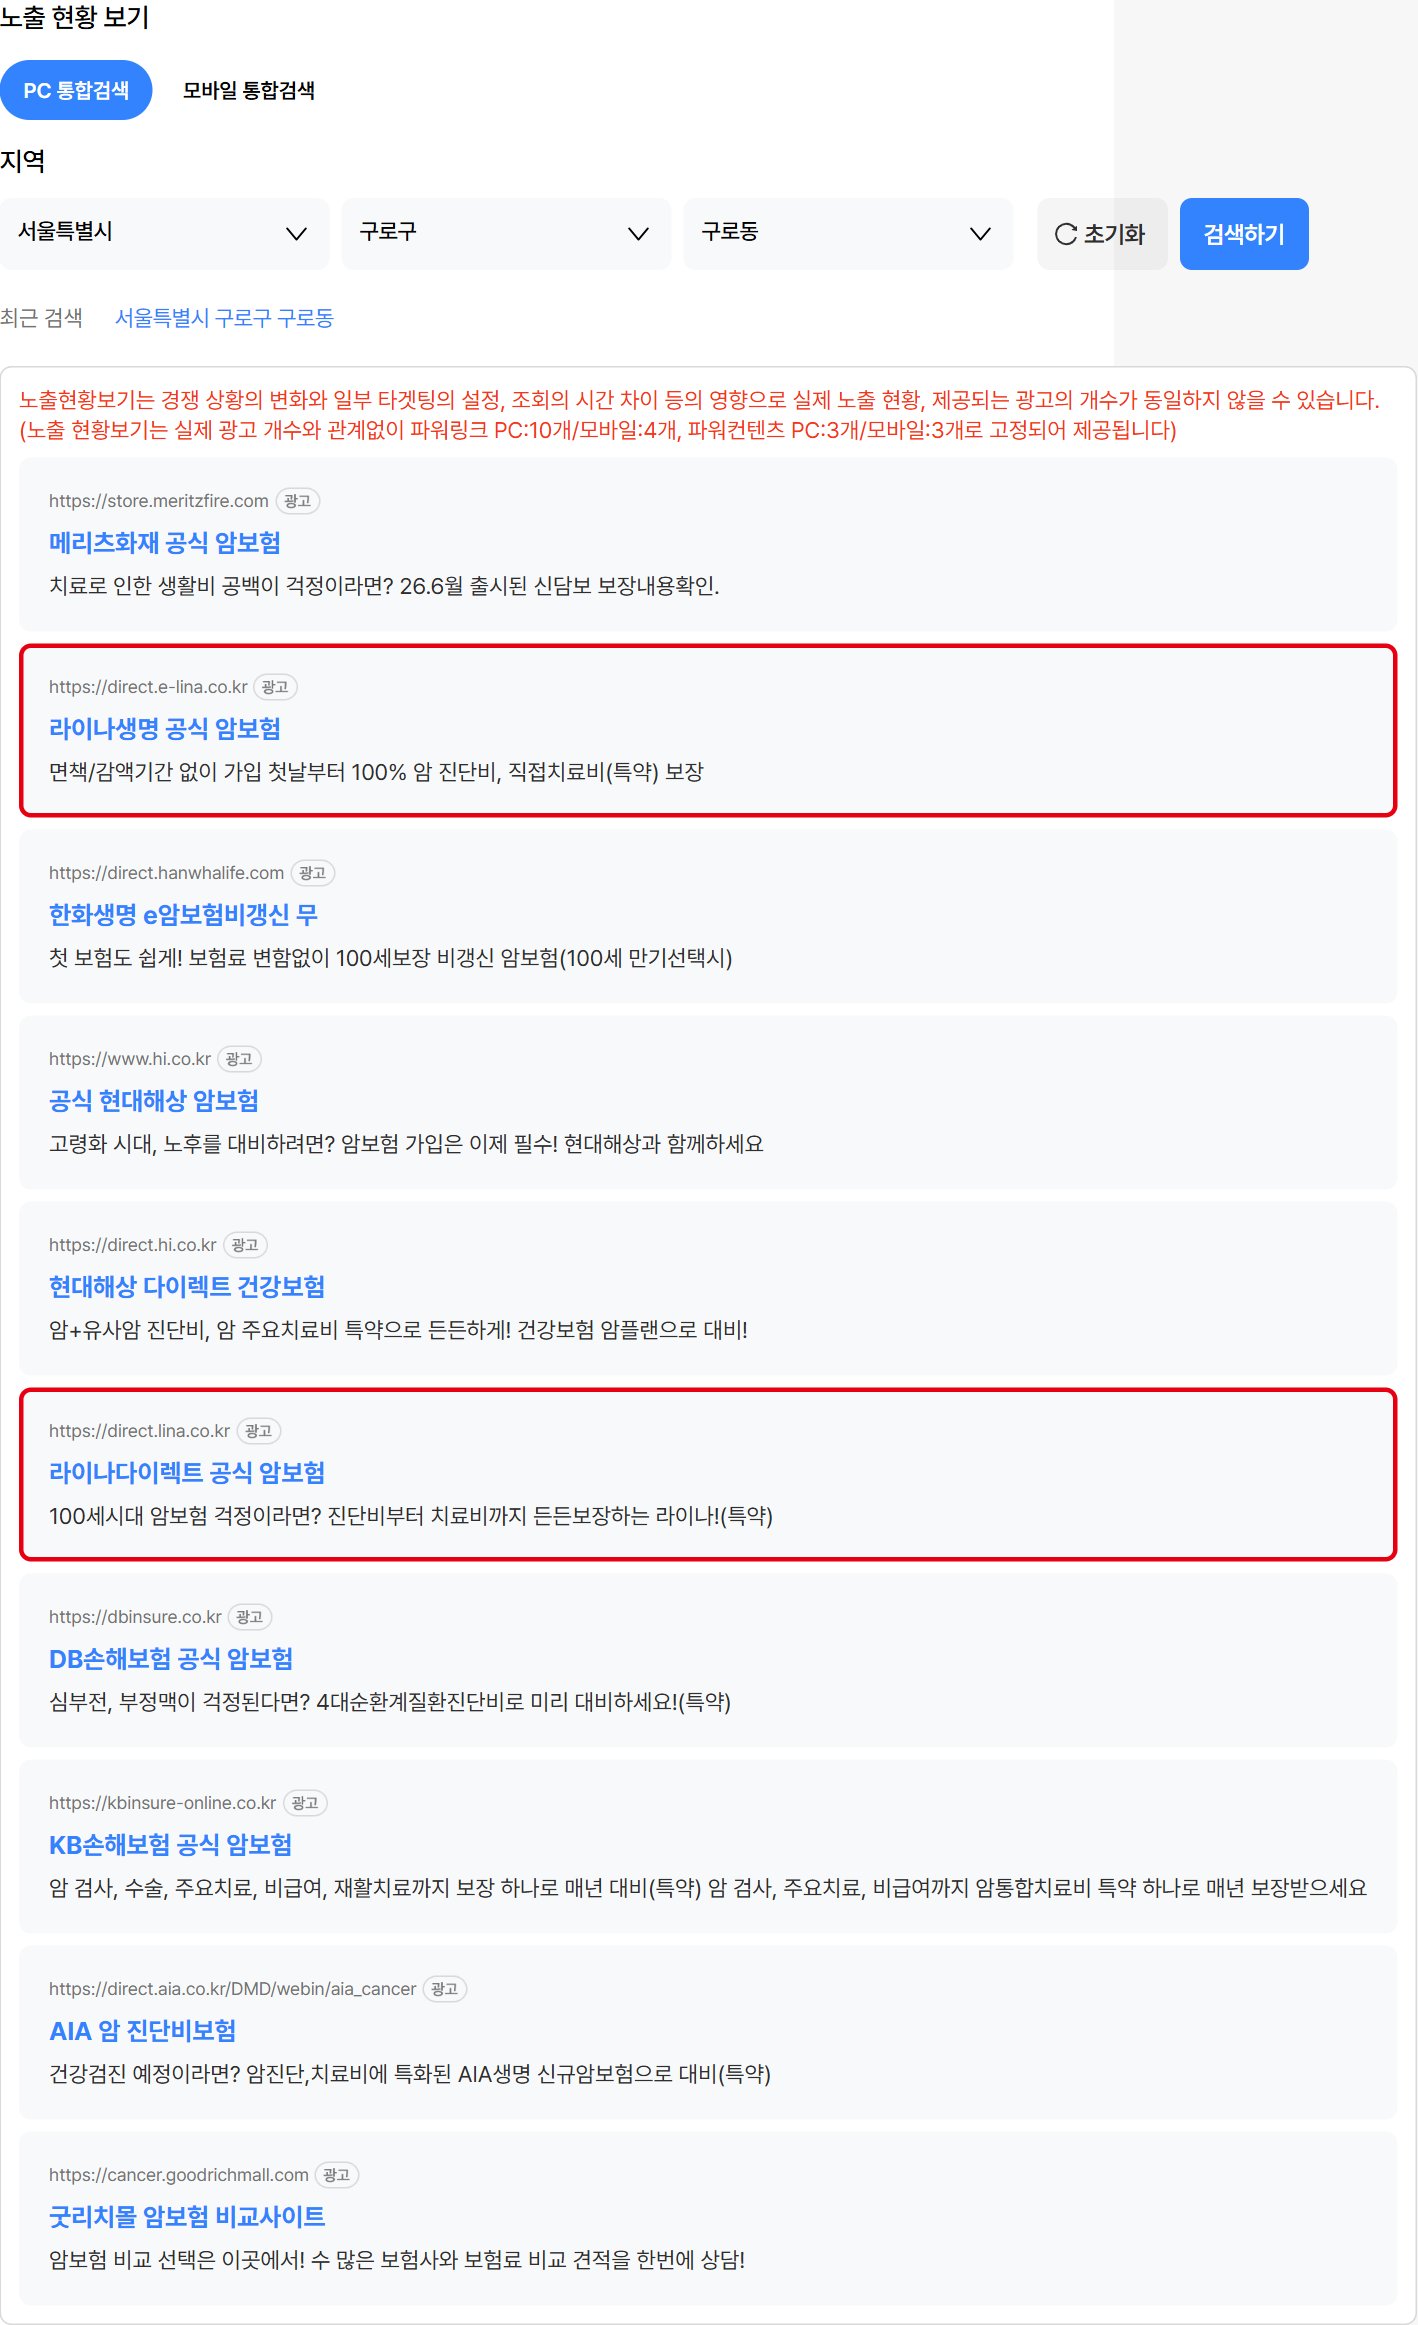 노출 현황 보기
PC 통합검색
모바일 통합검색
지역
서울특별시
구로구
구로동
초기화
검색하기
최근 검색
서울특별시 구로구 구로동
노출현황보기는 경쟁 상황의 변화와 일부 타겟팅의 설정, 조회의 시간 차이 등의 영향으로 실제 노출 현황, 제공되는 광고의 개수가 동일하지 않을 수 있습니다.
(노출 현황보기는 실제 광고 개수와 관계없이 파워링크 PC:10개/모바일:4개, 파워컨텐츠 PC:3개/모바일:3개로 고정되어 제공됩니다)
https://store.meritzfire.com 광고
메리츠화재 공식 암보험
치료로 인한 생활비 공백이 걱정이라면? 26.6월 출시된 신담보 보장내용확인.
https://direct.e-lina.co.kr 광고
라이나생명 공식 암보험
면책/감액기간 없이 가입 첫날부터 100% 암 진단비, 직접치료비(특약) 보장
https://direct.hanwhalife.com 광고
한화생명 e암보험비갱신 무
첫 보험도 쉽게! 보험료 변함없이 100세보장 비갱신 암보험(100세 만기선택시)
https://www.hi.co.kr 광고
공식 현대해상 암보험
고령화 시대, 노후를 대비하려면? 암보험 가입은 이제 필수! 현대해상과 함께하세요
https://direct.hi.co.kr 광고
현대해상 다이렉트 건강보험
암+유사암 진단비, 암 주요치료비 특약으로 든든하게! 건강보험 암플랜으로 대비!
https://direct.lina.co.kr 광고
라이나다이렉트 공식 암보험
100세시대 암보험 걱정이라면? 진단비부터 치료비까지 든든보장하는 라이나!(특약)
https://dbinsure.co.kr 광고
DB손해보험 공식 암보험
심부전, 부정맥이 걱정된다면? 4대순환계질환진단비로 미리 대비하세요!(특약)
https://kbinsure-online.co.kr 광고
KB손해보험 공식 암보험
암 검사, 수술, 주요치료, 비급여, 재활치료까지 보장 하나로 매년 대비(특약) 암 검사, 주요치료, 비급여까지 암통합치료비 특약 하나로 매년 보장받으세요
https://direct.aia.co.kr/DMD/webin/aia_cancer 광고
AIA 암 진단비보험
건강검진 예정이라면? 암진단,치료비에 특화된 AIA생명 신규암보험으로 대비(특약)
https://cancer.goodrichmall.com 광고
굿리치몰 암보험 비교사이트
암보험 비교 선택은 이곳에서! 수 많은 보험사와 보험료 비교 견적을 한번에 상담!